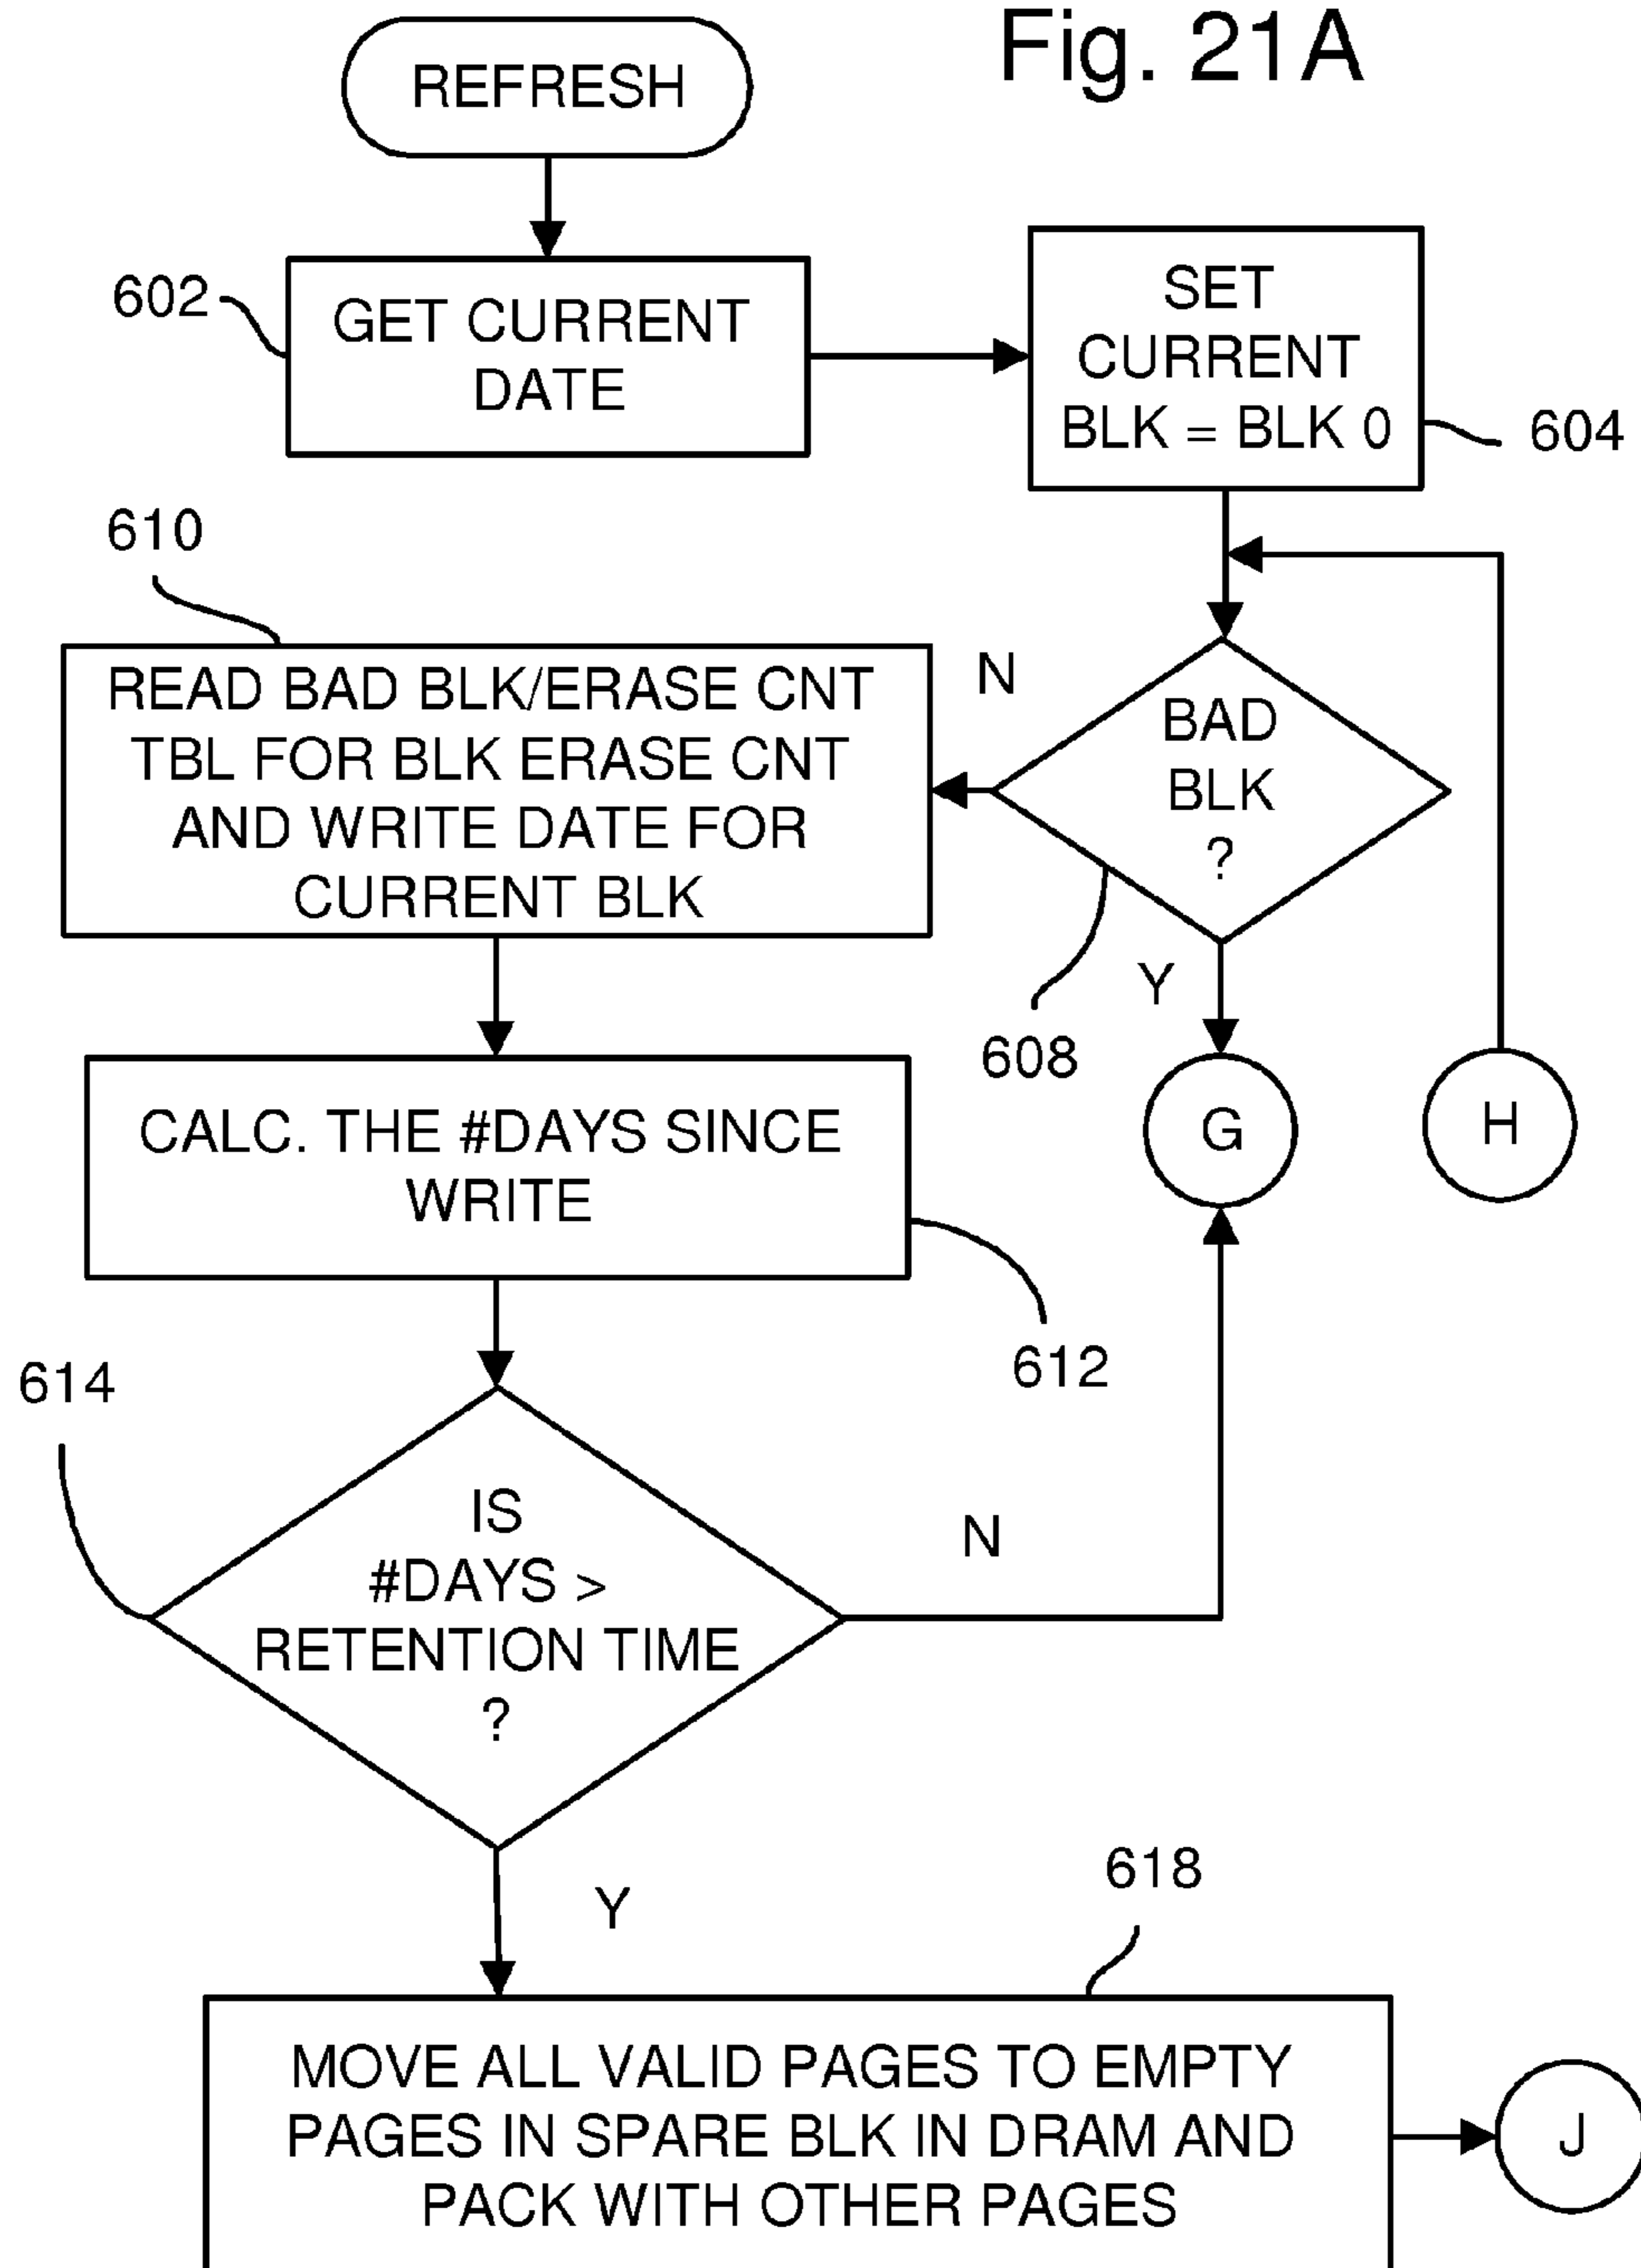 Fig. 21A
REFRESH
602
GET CURRENT
DATE
SET
CURRENT
BLK = BLK 0
604
610
READ BAD BLK/ERASE CNT
TBL FOR BLK ERASE CNT
AND WRITE DATE FOR
CURRENT BLK
N
BAD
BLK
?
608
Y
G
H
CALC. THE #DAYS SINCE
WRITE
612
614
IS
#DAYS >
RETENTION TIME
?
N
Y
618
MOVE ALL VALID PAGES TO EMPTY
PAGES IN SPARE BLK IN DRAM AND
PACK WITH OTHER PAGES
J